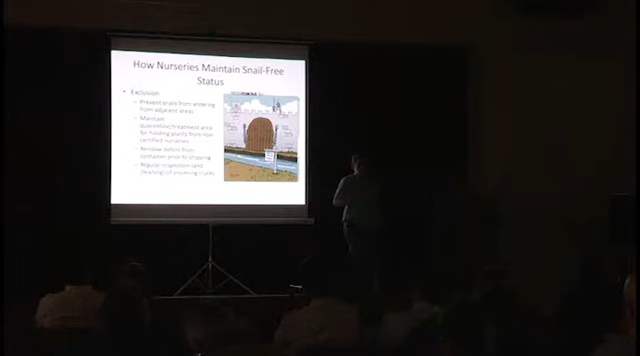 How Nurseries Maintain Snail-Free
Status
• Exclusion
– Prevent snails from entering
from adjacent areas
– Maintain
quarantine/treatment area
for holding plants from non
certified nurseries
– Remove debris from
container prior to shipping
– Regular inspection (and
(cleaning) of incoming trucks